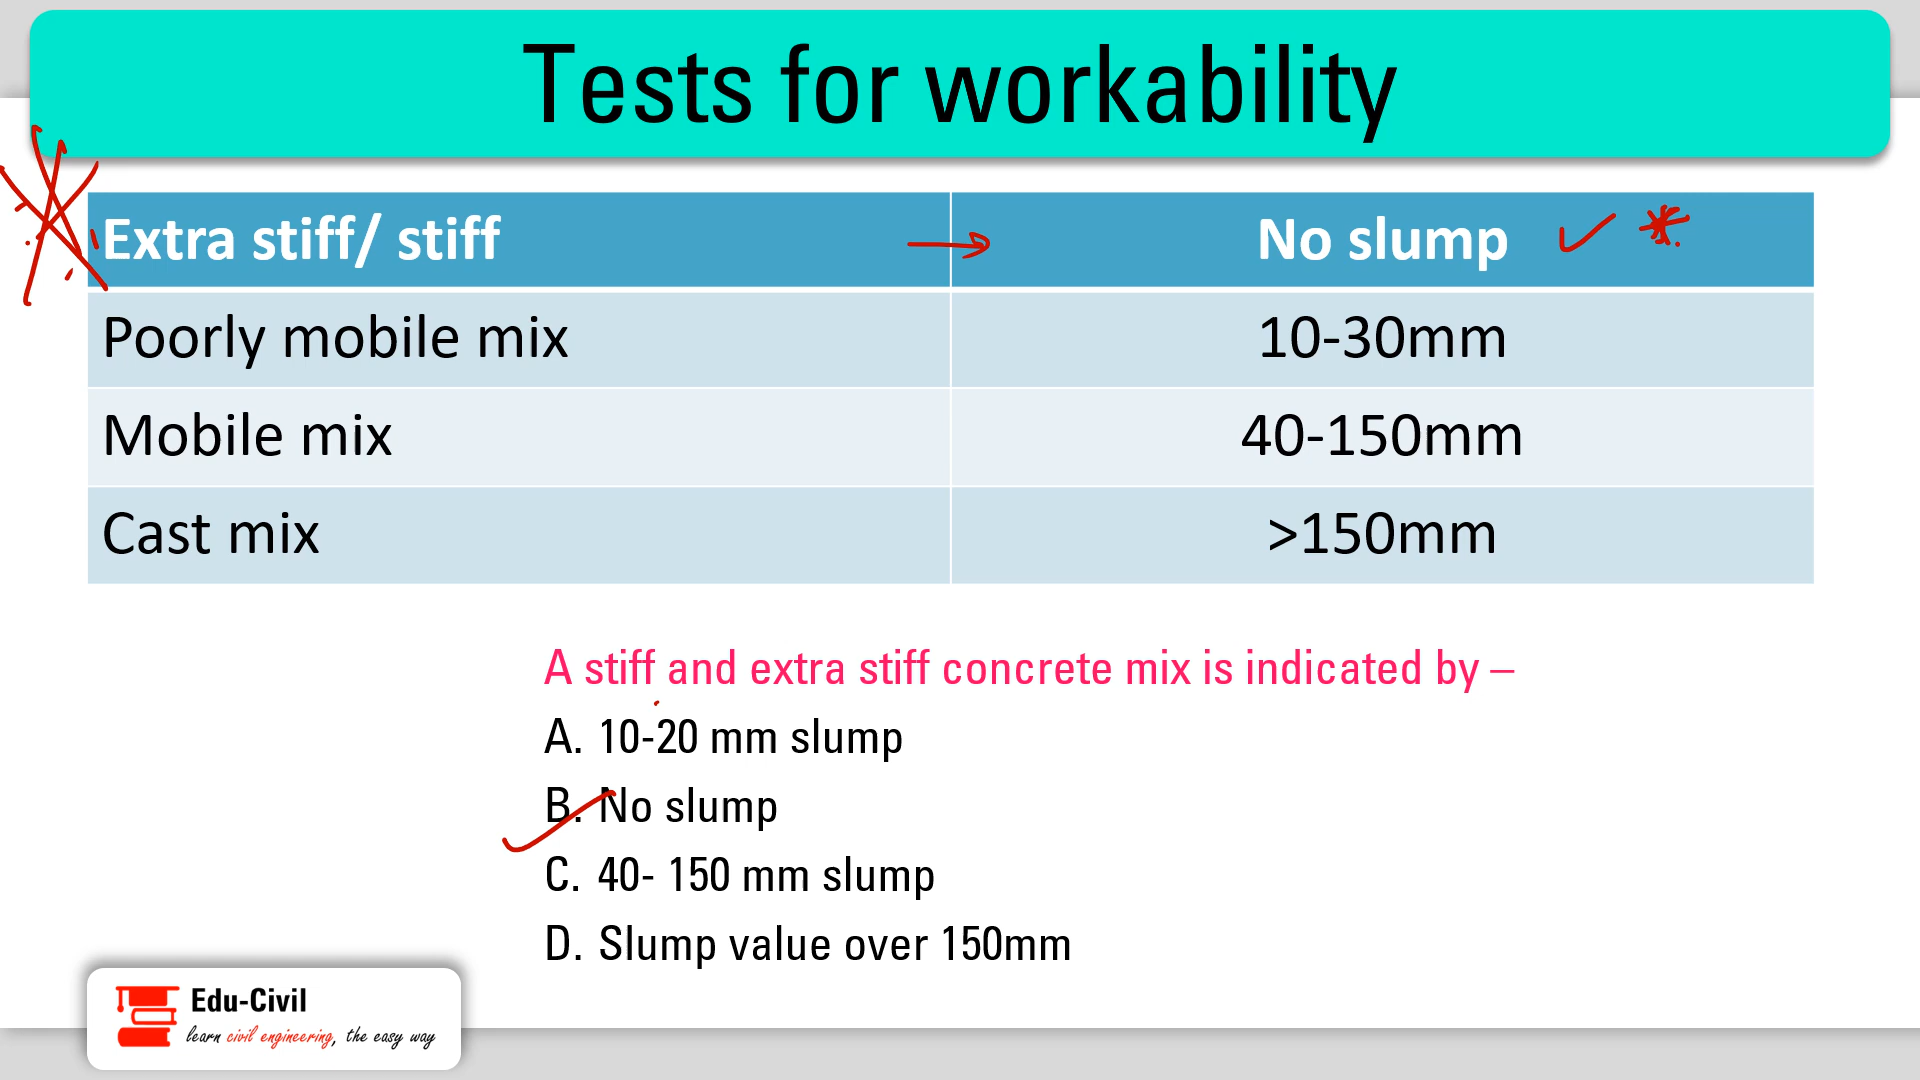 Tests for workability
Extra stiff/ stiff No slump
Poorly mobile mix 10-30mm
Mobile mix 40-150mm
Cast mix >150mm
A stiff and extra stiff concrete mix is indicated by –
A. 10-20 mm slump
B. No slump
C. 40- 150 mm slump
D. Slump value over 150mm
Edu-Civil
learn civil engineering, the easy way